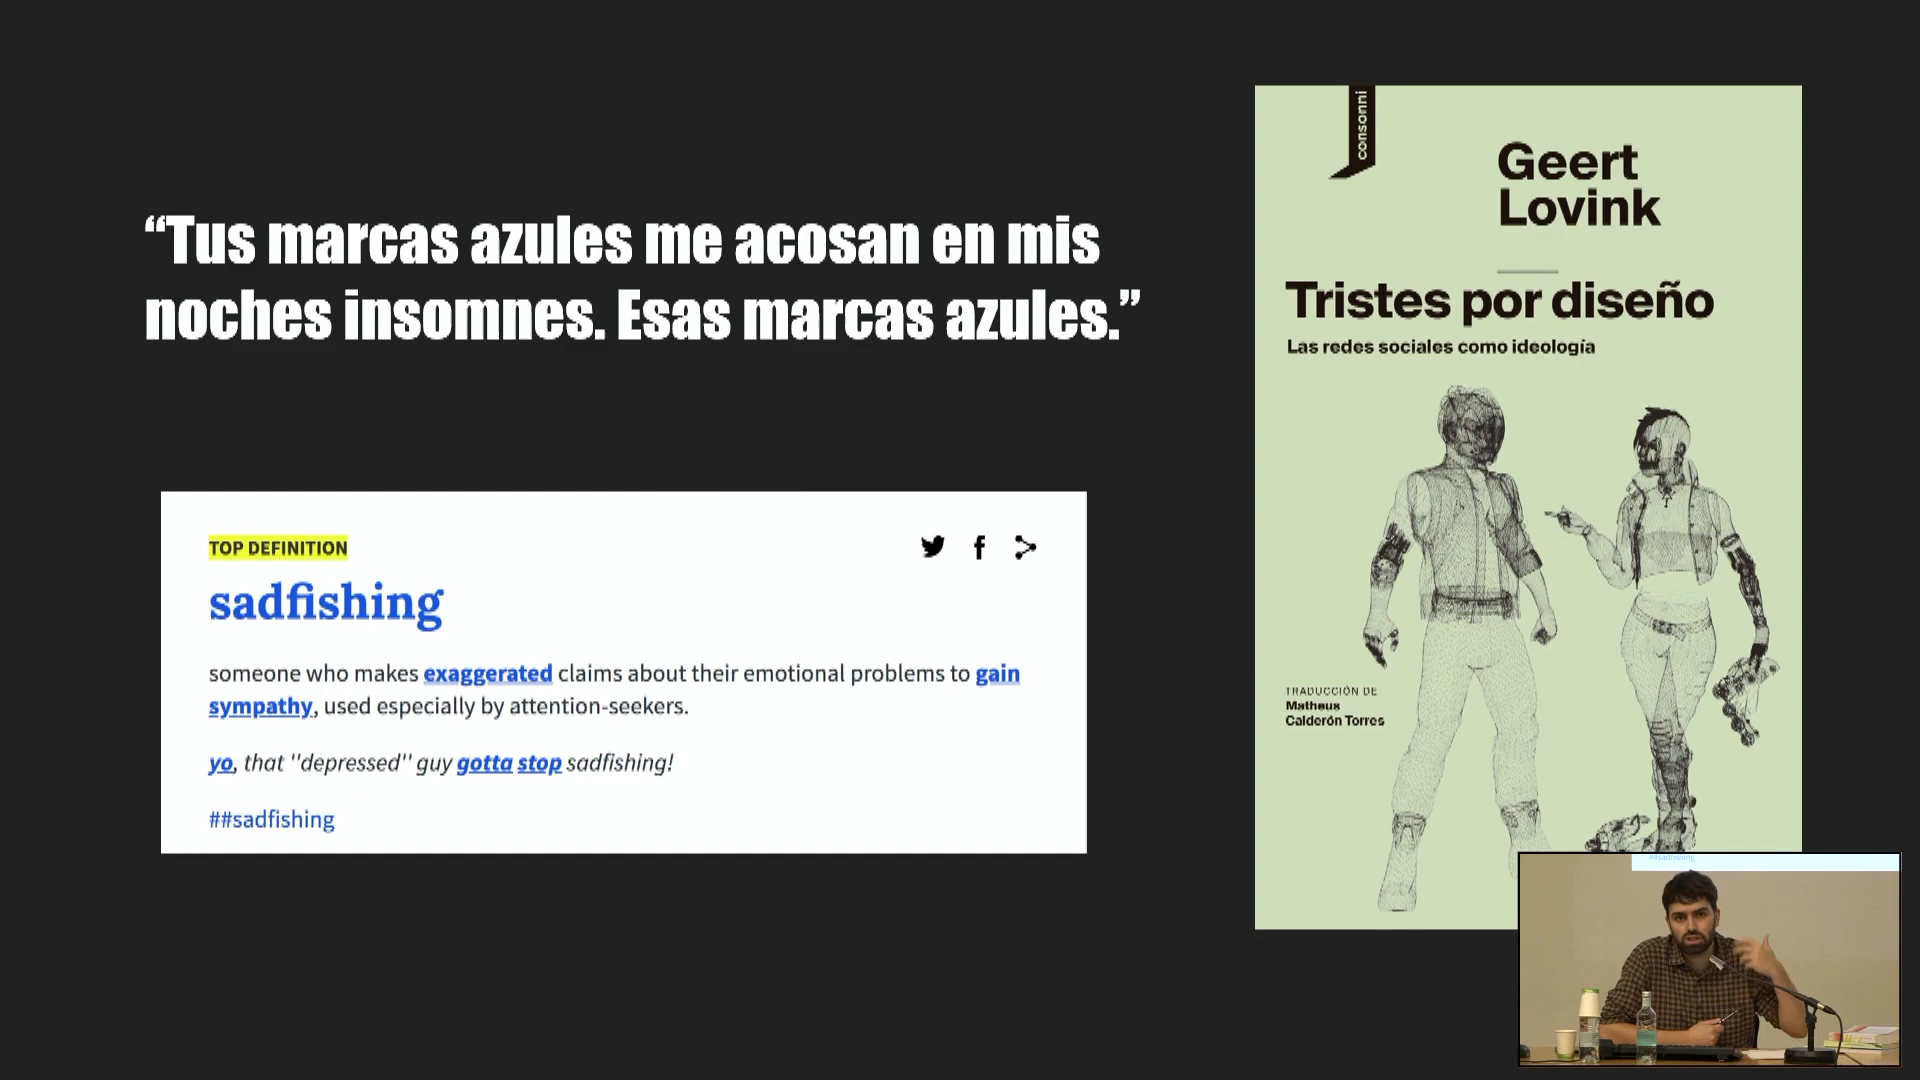 “Tus marcas azules me acosan en mis
noches insomnes. Esas marcas azules.”
TOP DEFINITION
sadfishing
someone who makes exaggerated claims about their emotional problems to gain
sympathy, used especially by attention-seekers.
yo, that "depressed" guy gotta stop sadfishing!
##sadfishing
consonni
Geert
Lovink
Tristes por diseño
Las redes sociales como ideología
TRADUCCIÓN DE
Matheus
Calderón Torres
##sadfishing